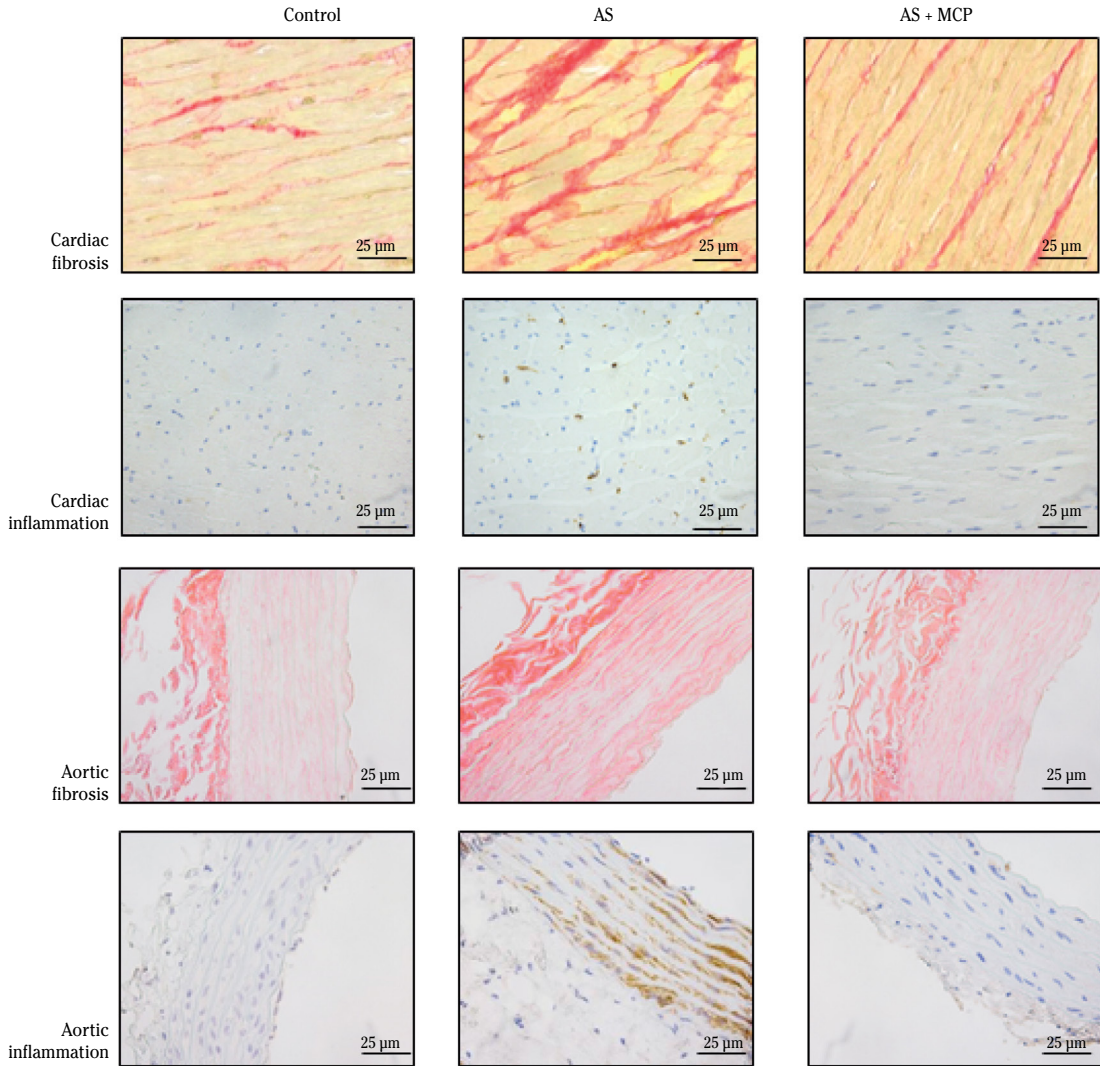 Control AS AS + MCP
Cardiac
fibrosis
25 µm 25 µm 25 µm
Cardiac
inflammation
25 µm 25 µm 25 µm
Aortic
fibrosis
25 µm 25 µm 25 µm
Aortic
inflammation
25 µm 25 µm 25 µm